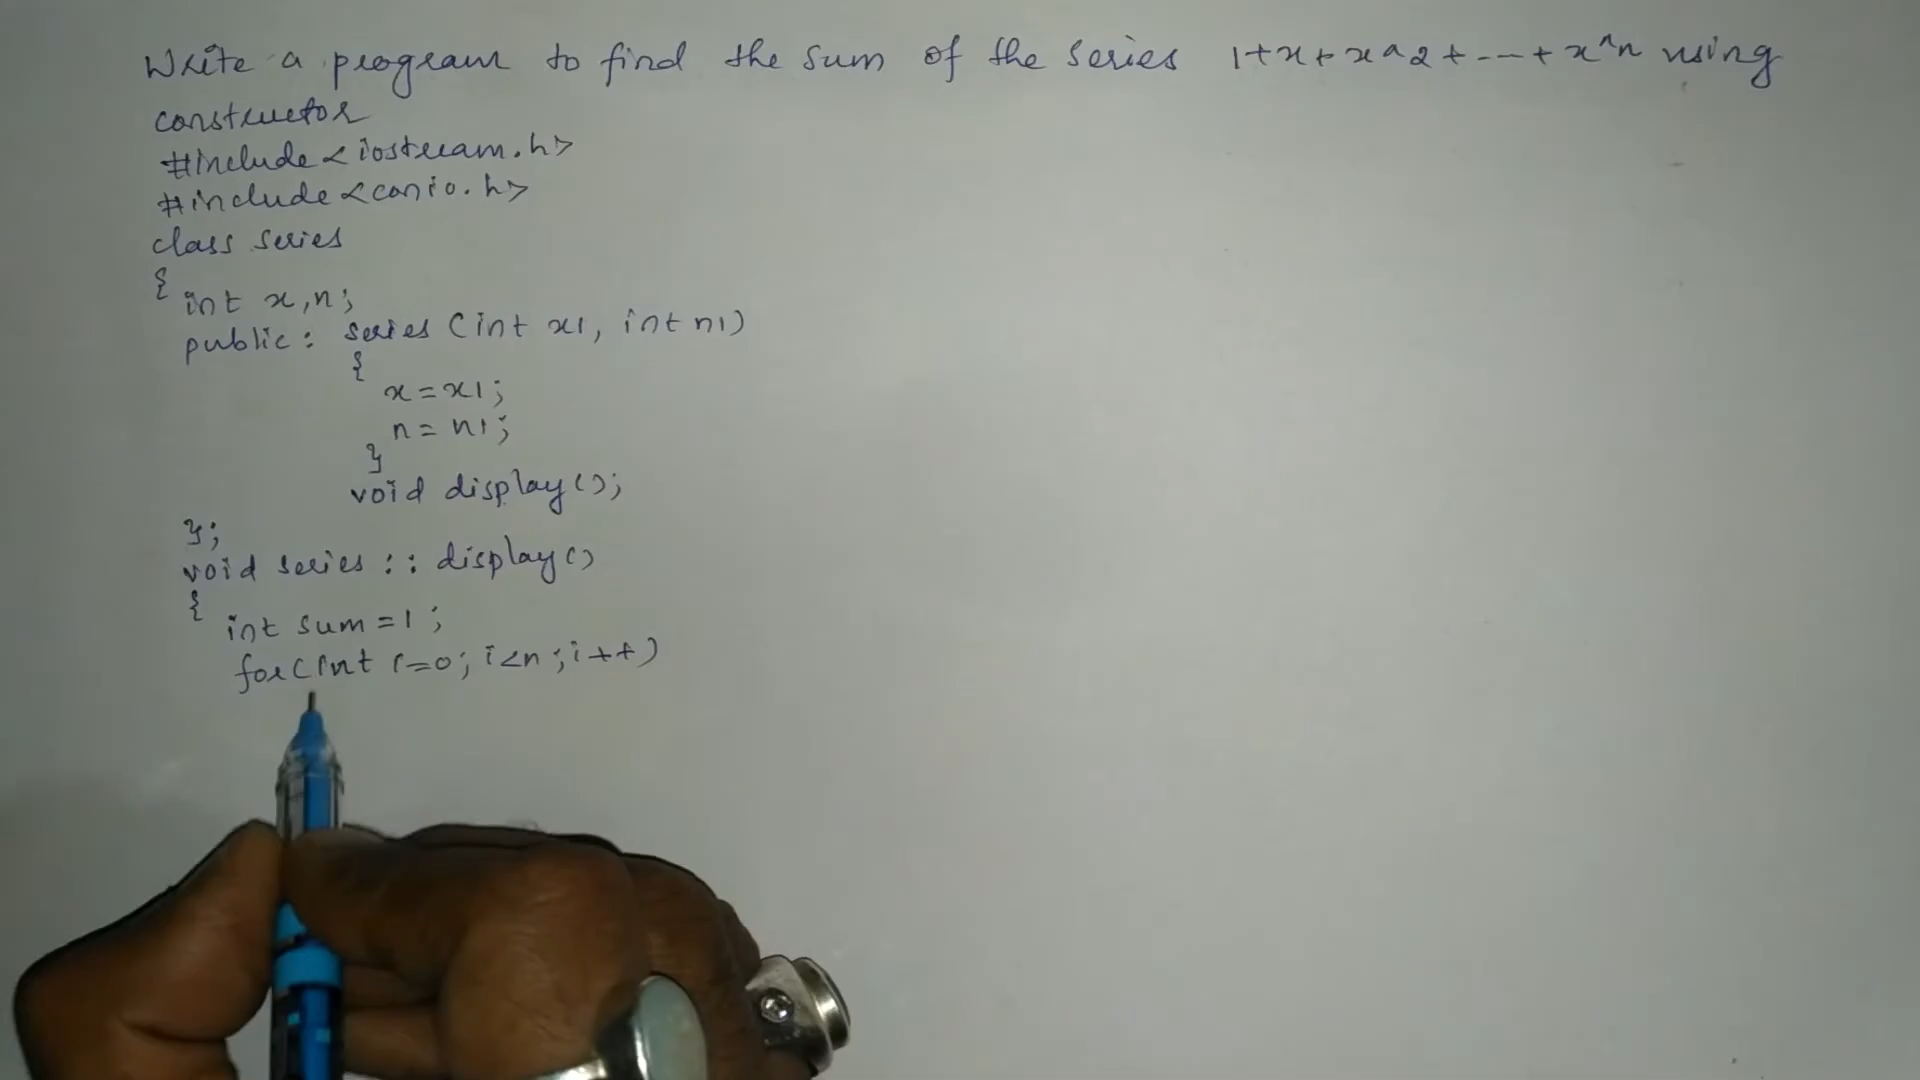 Write a program to find the sum of the series 1+x+x^2+---+x^n using
constructor
#include<iostream.h>
#include<conio.h>
class series
{
int x,n;
public: series (int x1, int n1)
{
x=x1;
n=n1;
}
void display();
};
void series :: display()
{
int sum=1;
for(int i=0; i<n; i++)